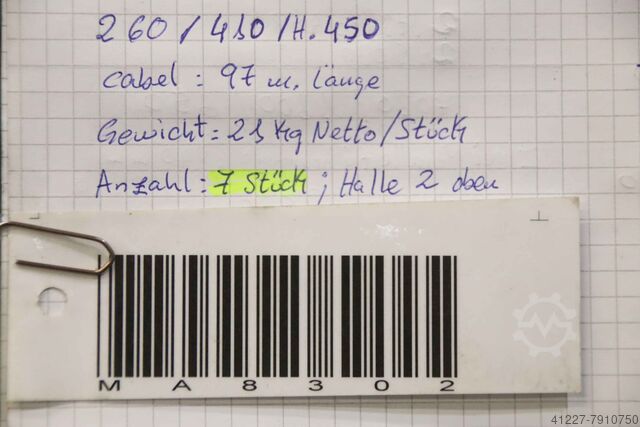 260/410/H.450
Cabel: 97 m. Länge
Gewicht: 21 Kg Netto/Stück
Anzahl: 7 Stück; Halle 2 oben
MA8302
41227-7910750